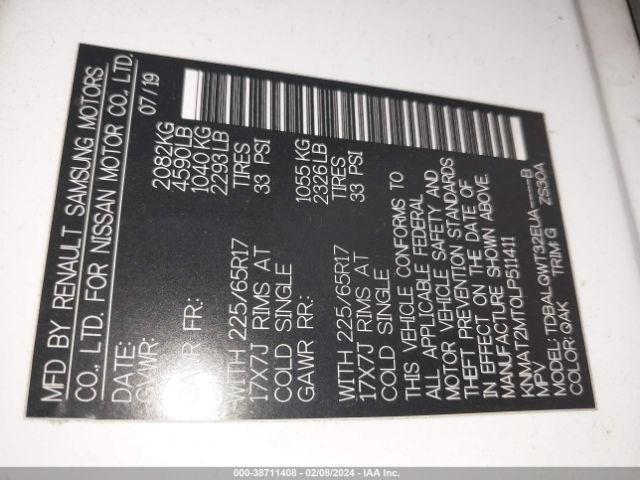 MFD BY RENAULT SAMSUNG MOTORS
CO., LTD. FOR NISSAN MOTOR CO., LTD.
DATE: 07/19
GVWR: 2082KG
4590LB
GAWR FR: 1040KG
2293LB
WITH 225/65R17 TIRES
17X7J RIMS AT 33 PSI
COLD SINGLE
GAWR RR: 1055KG
2326LB
WITH 225/65R17 TIRES
17X7J RIMS AT 33 PSI
COLD SINGLE
THIS VEHICLE CONFORMS TO
ALL APPLICABLE FEDERAL
MOTOR VEHICLE SAFETY AND
THEFT PREVENTION STANDARDS
IN EFFECT ON THE DATE OF
MANUFACTURE SHOWN ABOVE.
KNMAT2MT0LP511411
MPV
MODEL: TDBALQWT32EUA-----B
COLOR: QAK TRIM: G ZS30A
000-38711408 - 02/08/2024 - IAA Inc.